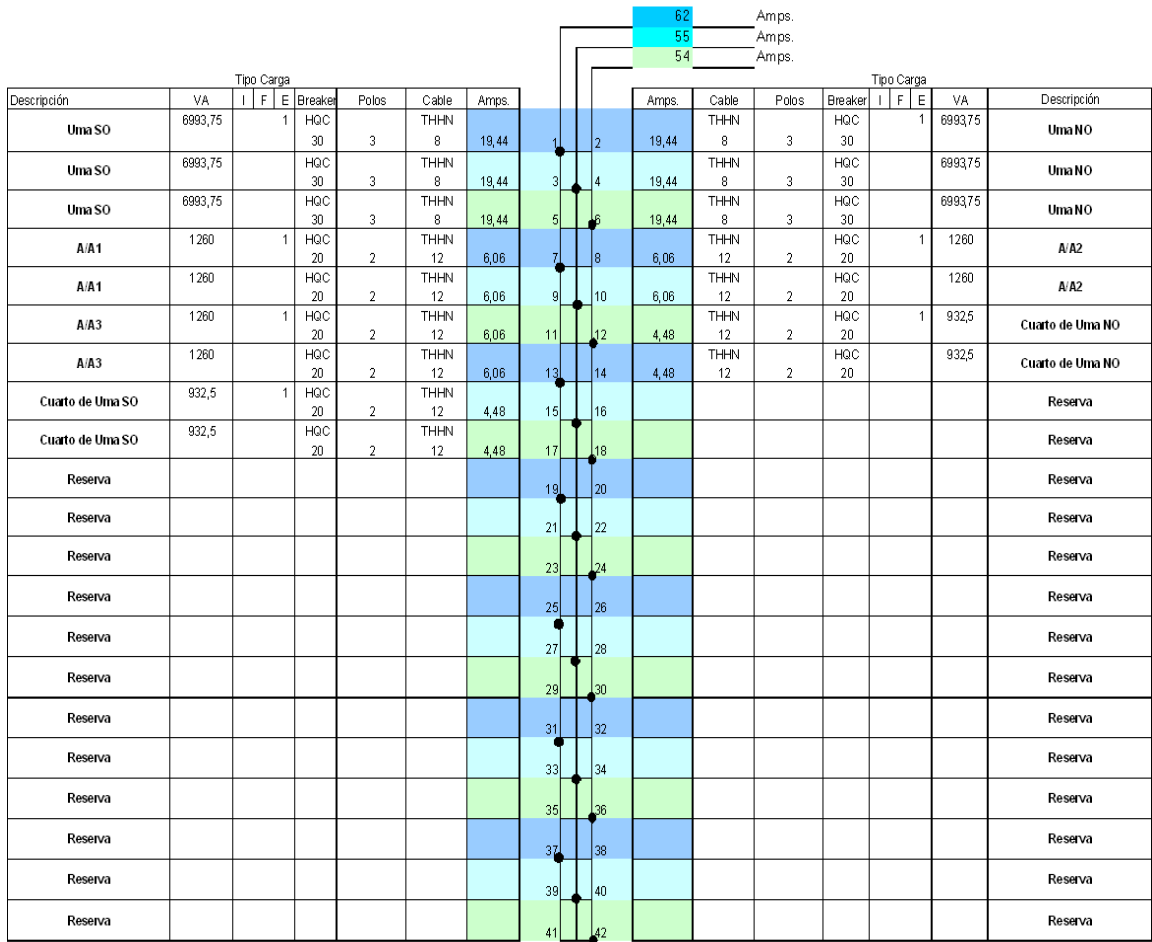 62 Amps.
55 Amps.
54 Amps.
Tipo Carga Tipo Carga
Descripción VA I F E Breaker Polos Cable Amps. Amps. Cable Polos Breaker I F E VA Descripción
Uma SO 6993,75 1 HQC 30 3 THHN 8 19,44 1 2 19,44 THHN 8 3 HQC 30 1 6993,75 Uma NO
Uma SO 6993,75 HQC 30 3 THHN 8 19,44 3 4 19,44 THHN 8 3 HQC 30 6993,75 Uma NO
Uma SO 6993,75 HQC 30 3 THHN 8 19,44 5 6 19,44 THHN 8 3 HQC 30 6993,75 Uma NO
A/A1 1260 1 HQC 20 2 THHN 12 6,06 7 8 6,06 THHN 12 2 HQC 20 1 1260 A/A2
A/A1 1260 HQC 20 2 THHN 12 6,06 9 10 6,06 THHN 12 2 HQC 20 1260 A/A2
A/A3 1260 1 HQC 20 2 THHN 12 6,06 11 12 4,48 THHN 12 2 HQC 20 1 932,5 Cuarto de Uma NO
A/A3 1260 HQC 20 2 THHN 12 6,06 13 14 4,48 THHN 12 2 HQC 20 932,5 Cuarto de Uma NO
Cuarto de Uma SO 932,5 1 HQC 20 2 THHN 12 4,48 15 16 Reserva
Cuarto de Uma SO 932,5 HQC 20 2 THHN 12 4,48 17 18 Reserva
Reserva 19 20 Reserva
Reserva 21 22 Reserva
Reserva 23 24 Reserva
Reserva 25 26 Reserva
Reserva 27 28 Reserva
Reserva 29 30 Reserva
Reserva 31 32 Reserva
Reserva 33 34 Reserva
Reserva 35 36 Reserva
Reserva 37 38 Reserva
Reserva 39 40 Reserva
Reserva 41 42 Reserva